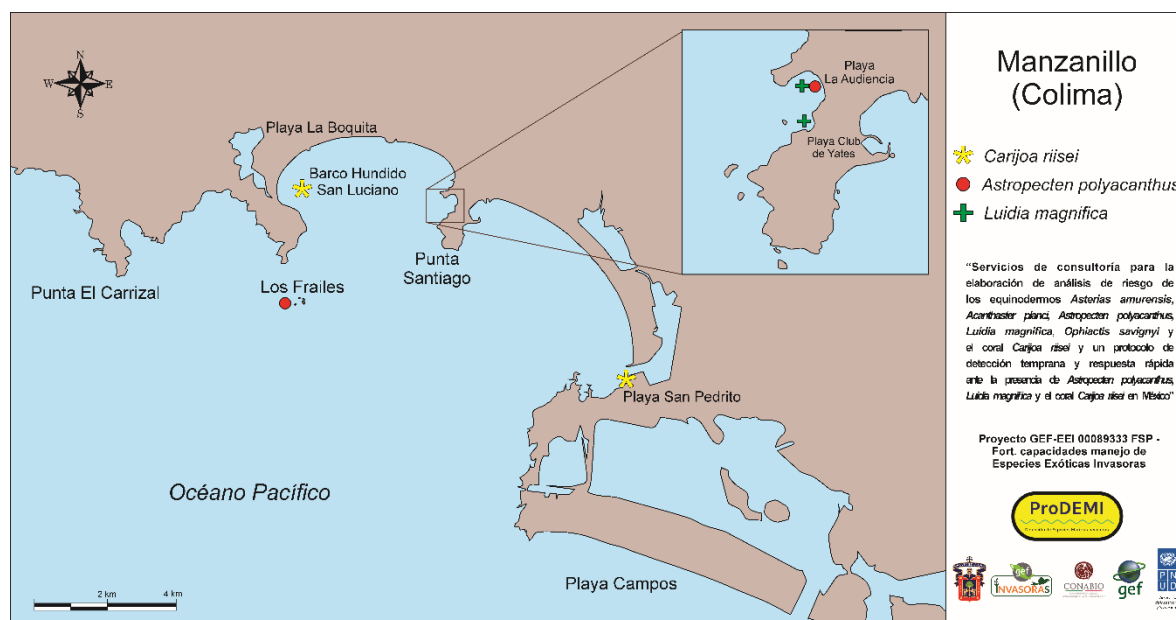 N
W E
S
Playa La Boquita
Barco Hundido
San Luciano
Punta
Santiago
Punta El Carrizal
Los Frailes
Playa San Pedrito
Océano Pacífico
Playa Campos
2 km 4 km
Playa
La Audiencia
Playa Club
de Yates
Manzanillo
(Colima)
Carijoa riisei
Astropecten polyacanthus
Luidia magnifica
“Servicios de consultoría para la
elaboración de análisis de riesgo de
los equinodermos Asterias amurensis,
Acanthaster planci, Astropecten polyacanthus,
Luidia magnifica, Ophiactis savignyi y
el coral Carijoa riisei y un protocolo de
detección temprana y respuesta rápida
ante la presencia de Astropecten polyacanthus,
Luidia magnifica y el coral Carijoa riisei en México”
Proyecto GEF-EEI 00089333 FSP -
Fort. capacidades manejo de
Especies Exóticas Invasoras
ProDEMI
gef
INVASORAS
CONABIO
gef
P N
U D